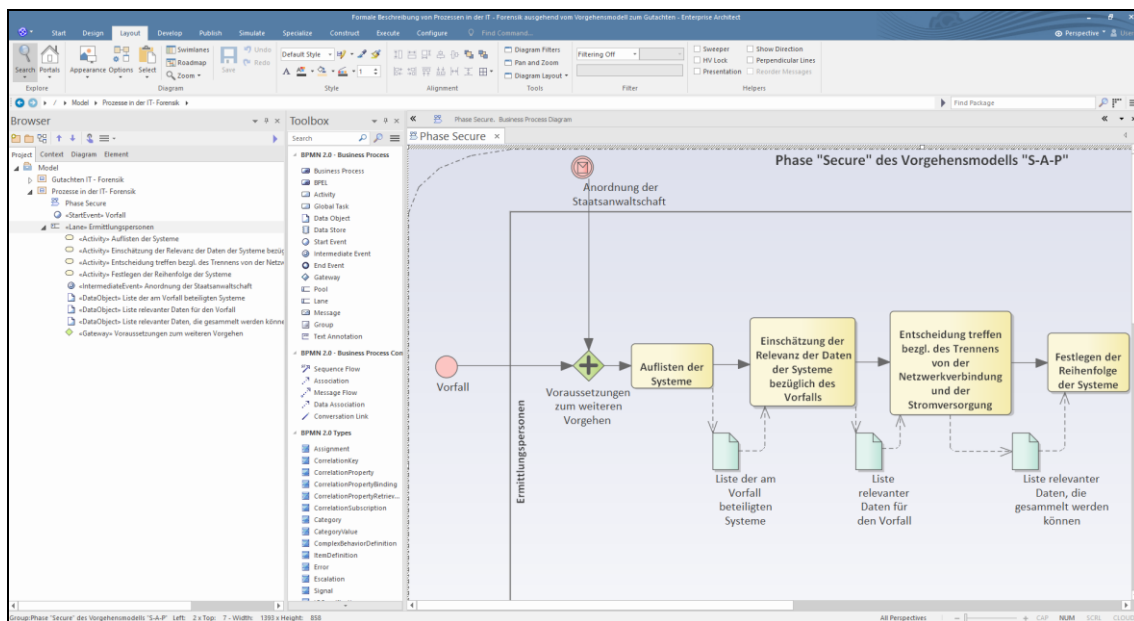 Formale Beschreibung von Prozessen in der IT - Forensik ausgehend vom Vorgehensmodell zum Gutachten - Enterprise Architect
Start Design Layout Develop Publish Simulate Specialize Construct Execute Configure Find Command... Perspective User
Search Portals Appearance Options Select Swimlanes Roadmap Zoom Save Undo Redo Default Style 1 Diagram Filters Pan and Zoom Diagram Layout Filtering Off Sweeper HV Lock Presentation Show Direction Perpendicular Lines Reorder Messages
Explore Diagram Style Alignment Tools Filter Helpers
Model Prozesse in der IT- Forensik Find Package
Browser
Project Context Diagram Element
Model
Gutachten IT - Forensik
Prozesse in der IT- Forensik
Phase Secure
«StartEvent» Vorfall
«Lane» Ermittlungspersonen
«Activity» Auflisten der Systeme
«Activity» Einschätzung der Relevanz der Daten der Systeme bezüg
«Activity» Entscheidung treffen bezgl. des Trennens von der Netzw
«Activity» Festlegen der Reihenfolge der Systeme
«IntermediateEvent» Anordnung der Staatsanwaltschaft
«DataObject» Liste der am Vorfall beteiligten Systeme
«DataObject» Liste relevanter Daten für den Vorfall
«DataObject» Liste relevanter Daten, die gesammelt werden könne
«Gateway» Voraussetzungen zum weiteren Vorgehen
Toolbox
Search
BPMN 2.0 - Business Process
Business Process
BPEL
Activity
Global Task
Data Object
Data Store
Start Event
Intermediate Event
End Event
Gateway
Pool
Lane
Message
Group
Text Annotation
BPMN 2.0 - Business Process Con
Sequence Flow
Association
Message Flow
Data Association
Conversation Link
BPMN 2.0 Types
Assignment
CorrelationKey
CorrelationProperty
CorrelationPropertyBinding
CorrelationPropertyRetriev...
CorrelationSubscription
Category
CategoryValue
ComplexBehaviorDefinition
ItemDefinition
Error
Escalation
Signal
Phase Secure. Business Process Diagram
Phase Secure
Phase "Secure" des Vorgehensmodells "S-A-P"
Anordnung der
Staatsanwaltschaft
Vorfall
Voraussetzungen
zum weiteren
Vorgehen
Ermittlungspersonen
Auflisten der
Systeme
Einschätzung der
Relevanz der Daten
der Systeme
bezüglich des
Vorfalls
Entscheidung treffen
bezgl. des Trennens
von der
Netzwerkverbindung
und der
Stromversorgung
Festlegen der
Reihenfolge
der Systeme
Liste der am
Vorfall
beteiligten
Systeme
Liste
relevanter
Daten für
den Vorfall
Liste relevanter
Daten, die
gesammelt werden
können
Group:Phase "Secure" des Vorgehensmodells "S-A-P" Left: 2 x Top: 7 - Width: 1393 x Height: 858 All Perspectives CAP NUM SCRL CLOUD